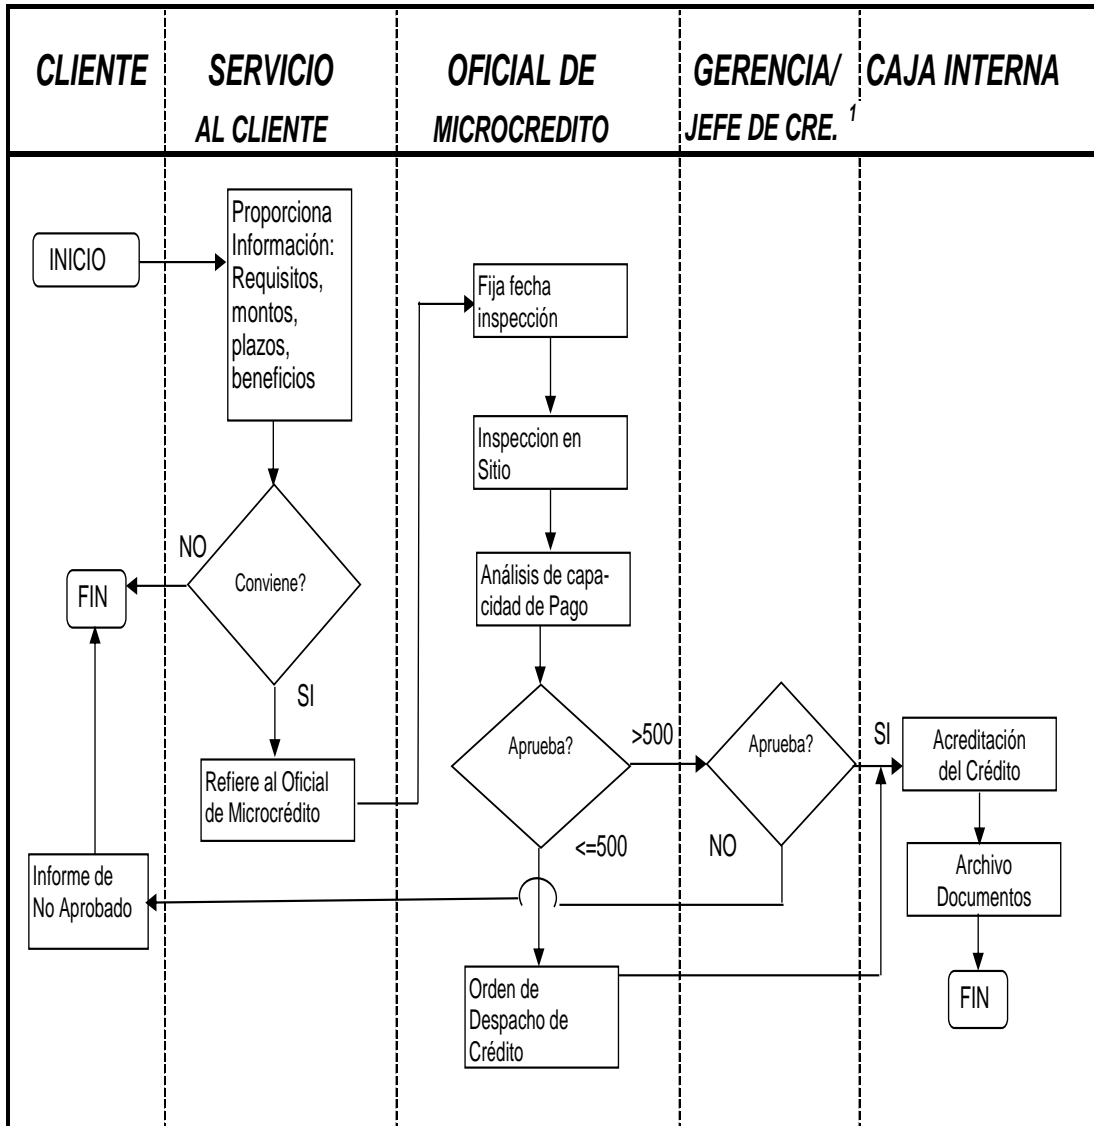 CLIENTE
SERVICIO
AL CLIENTE
OFICIAL DE
MICROCREDITO
GERENCIA/
JEFE DE CRE. 1
CAJA INTERNA
INICIO
Proporciona
Información:
Requisitos,
montos,
plazos,
beneficios
Conviene?
NO
FIN
SI
Refiere al Oficial
de Microcrédito
Fija fecha
inspección
Inspeccion en
Sitio
Análisis de capa-
cidad de Pago
Aprueba?
>500
<=500
Aprueba?
SI
NO
Informe de
No Aprobado
Orden de
Despacho de
Crédito
Acreditación
del Crédito
Archivo
Documentos
FIN